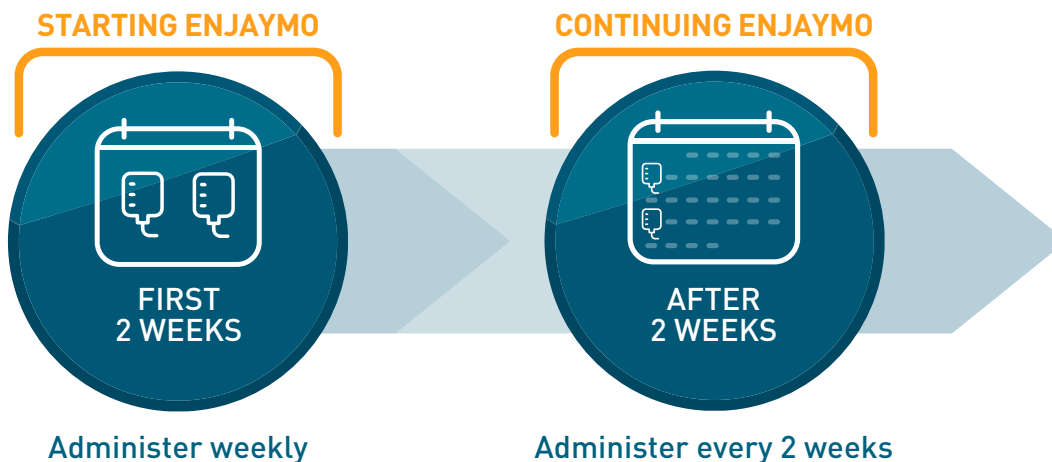 STARTING ENJAYMO
FIRST
2 WEEKS
Administer weekly
CONTINUING ENJAYMO
AFTER
2 WEEKS
Administer every 2 weeks